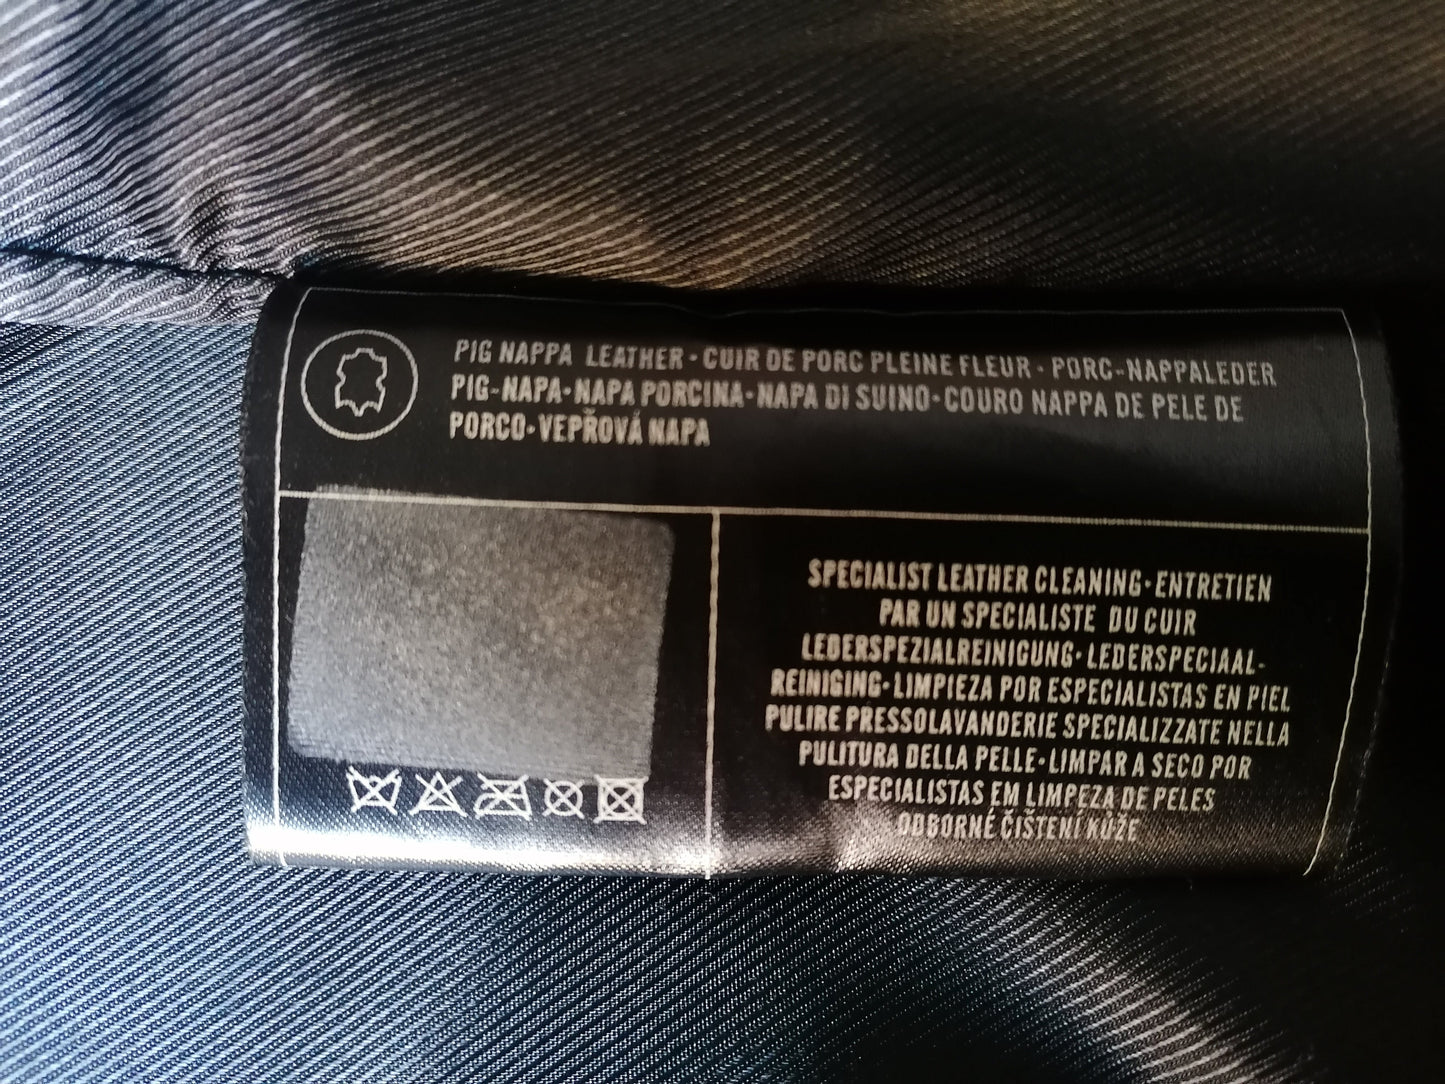 PIG NAPPA LEATHER · CUIR DE PORC PLEINE FLEUR · PORC-NAPPALEDER
PIG-NAPA · NAPA PORCINA · NAPA DI SUINO · COURO NAPPA DE PELE DE
PORCO · VEPŘOVÁ NAPA
SPECIALIST LEATHER CLEANING · ENTRETIEN
PAR UN SPECIALISTE DU CUIR
LEDERSPEZIALREINIGUNG · LEDERSPECIAAL-
REINIGING · LIMPIEZA POR ESPECIALISTAS EN PIEL
PULIRE PRESSOLAVANDERIE SPECIALIZZATE NELLA
PULITURA DELLA PELLE · LIMPAR A SECO POR
ESPECIALISTAS EM LIMPEZA DE PELES
ODBORNÉ ČIŠTENÍ KŮŽE